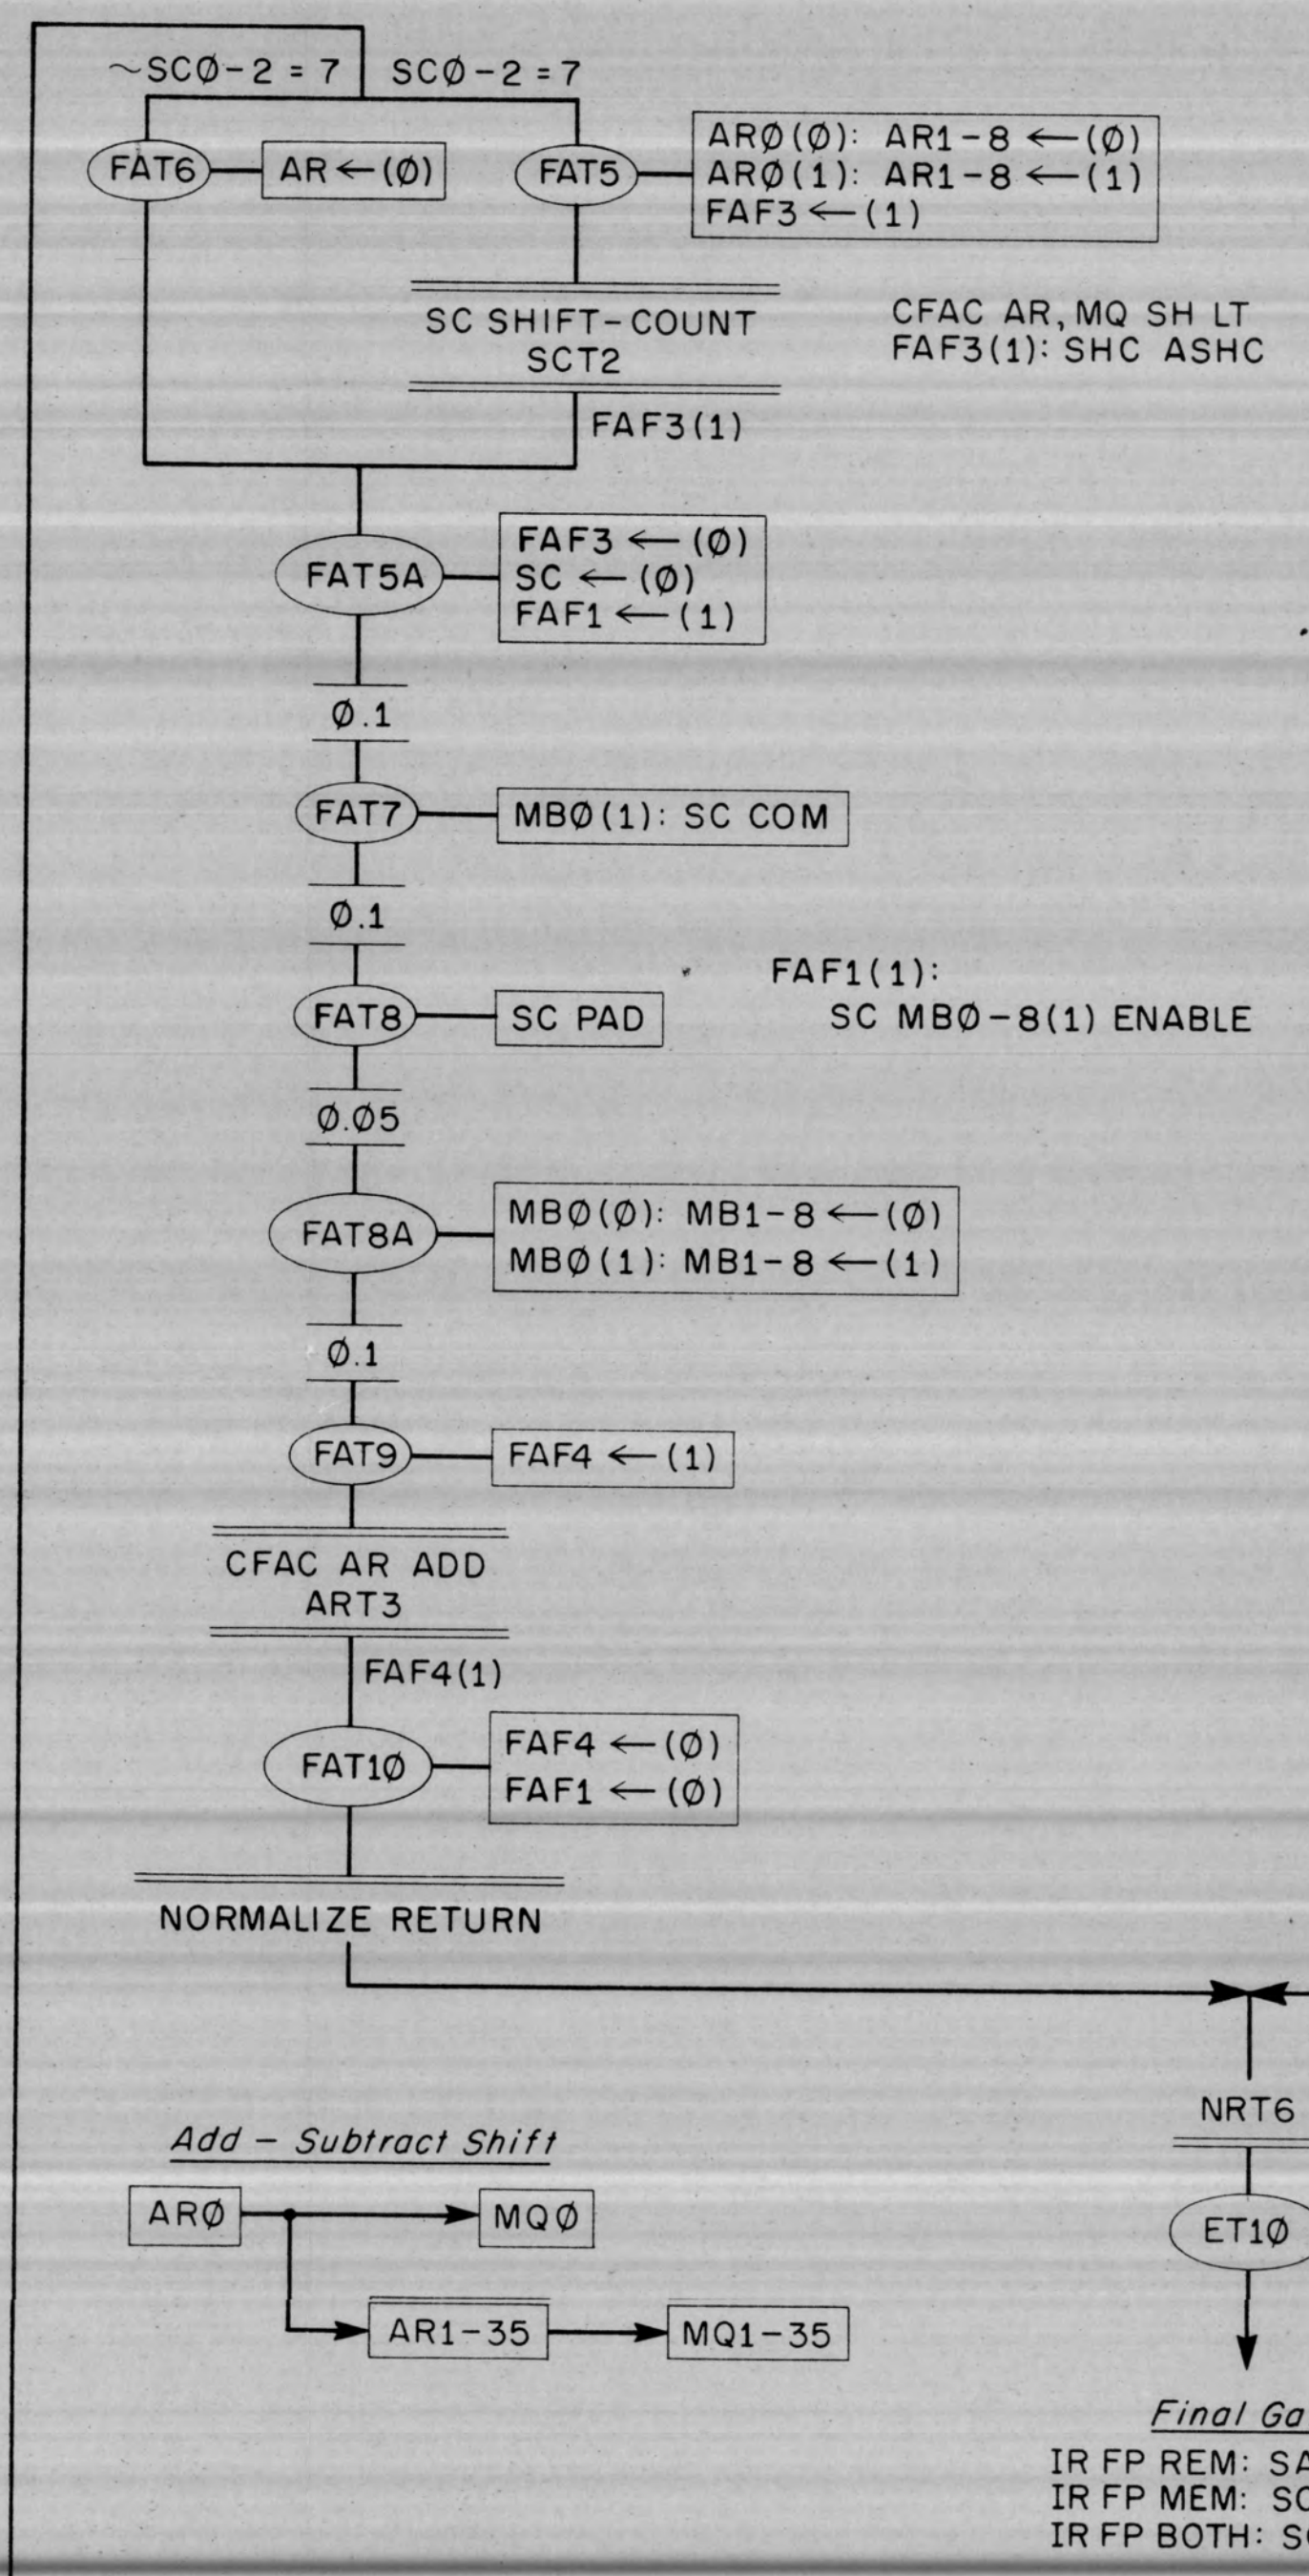 ~SCØ-2 = 7 SCØ-2 = 7
FAT6
AR ← (Ø)
FAT5
ARØ(Ø): AR1-8 ← (Ø)
ARØ(1): AR1-8 ← (1)
FAF3 ← (1)
SC SHIFT-COUNT
SCT2
CFAC AR, MQ SH LT
FAF3(1): SHC ASHC
FAF3(1)
FAT5A
FAF3 ← (Ø)
SC ← (Ø)
FAF1 ← (1)
Ø.1
FAT7
MBØ(1): SC COM
Ø.1
FAT8
SC PAD
FAF1(1):
SC MBØ-8(1) ENABLE
Ø.Ø5
FAT8A
MBØ(Ø): MB1-8 ← (Ø)
MBØ(1): MB1-8 ← (1)
Ø.1
FAT9
FAF4 ← (1)
CFAC AR ADD
ART3
FAF4(1)
FAT1Ø
FAF4 ← (Ø)
FAF1 ← (Ø)
NORMALIZE RETURN
NRT6
ET1Ø
Add - Subtract Shift
ARØ
MQØ
AR1-35
MQ1-35
Final Ga
IR FP REM: SA
IR FP MEM:
IR FP BOTH: